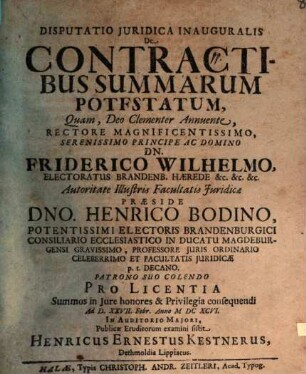 DISPUTATIO JURIDICA INAUGURALIS
De
CONTRACTI-
BUS SUMMARUM
POTESTATUM,
Quam, Deo Clementer Annuente,
RECTORE MAGNIFICENTISSIMO,
SERENISSIMO PRINCIPE AC DOMINO
DN.
FRIDERICO WILHELMO,
ELECTORATUS BRANDENB. HÆREDE &c. &c. &c.
Autoritate Illustris Facultatis Juridicæ
PRÆSIDE
DNO. HENRICO BODINO,
POTENTISSIMI ELECTORIS BRANDENBURGICI
CONSILIARIO ECCLESIASTICO IN DUCATU MAGDEBUR-
GENSI GRAVISSIMO, PROFESSORE JURIS ORDINARIO
CELEBERRIMO ET FACULTATIS JURIDICÆ
p. t. DECANO,
PATRONO SUO COLENDO
PRO LICENTIA
Summos in Jure honores & Privilegia consequendi
Ad D. XXVII. Febr. Anno M DC XCVI.
IN AUDITORIO MAJORI,
Publicæ Eruditorum examini sistit
HENRICUS ERNESTUS KESTNERUS,
Dethmoldia Lippiacus.
HALÆ, Typis CHRISTOPH. ANDR. ZEITLERI, Acad. Typog.